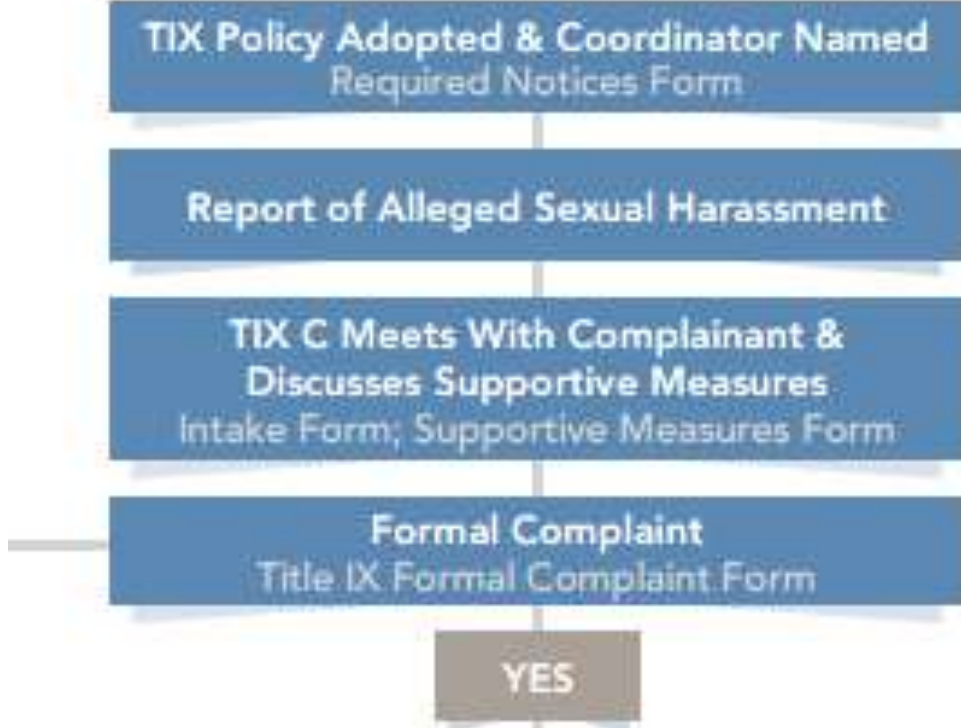 TIX Policy Adopted & Coordinator Named
Required Notices Form
Report of Alleged Sexual Harassment
TIX C Meets With Complainant &
Discusses Supportive Measures
Intake Form; Supportive Measures Form
Formal Complaint
Title IX Formal Complaint Form
YES